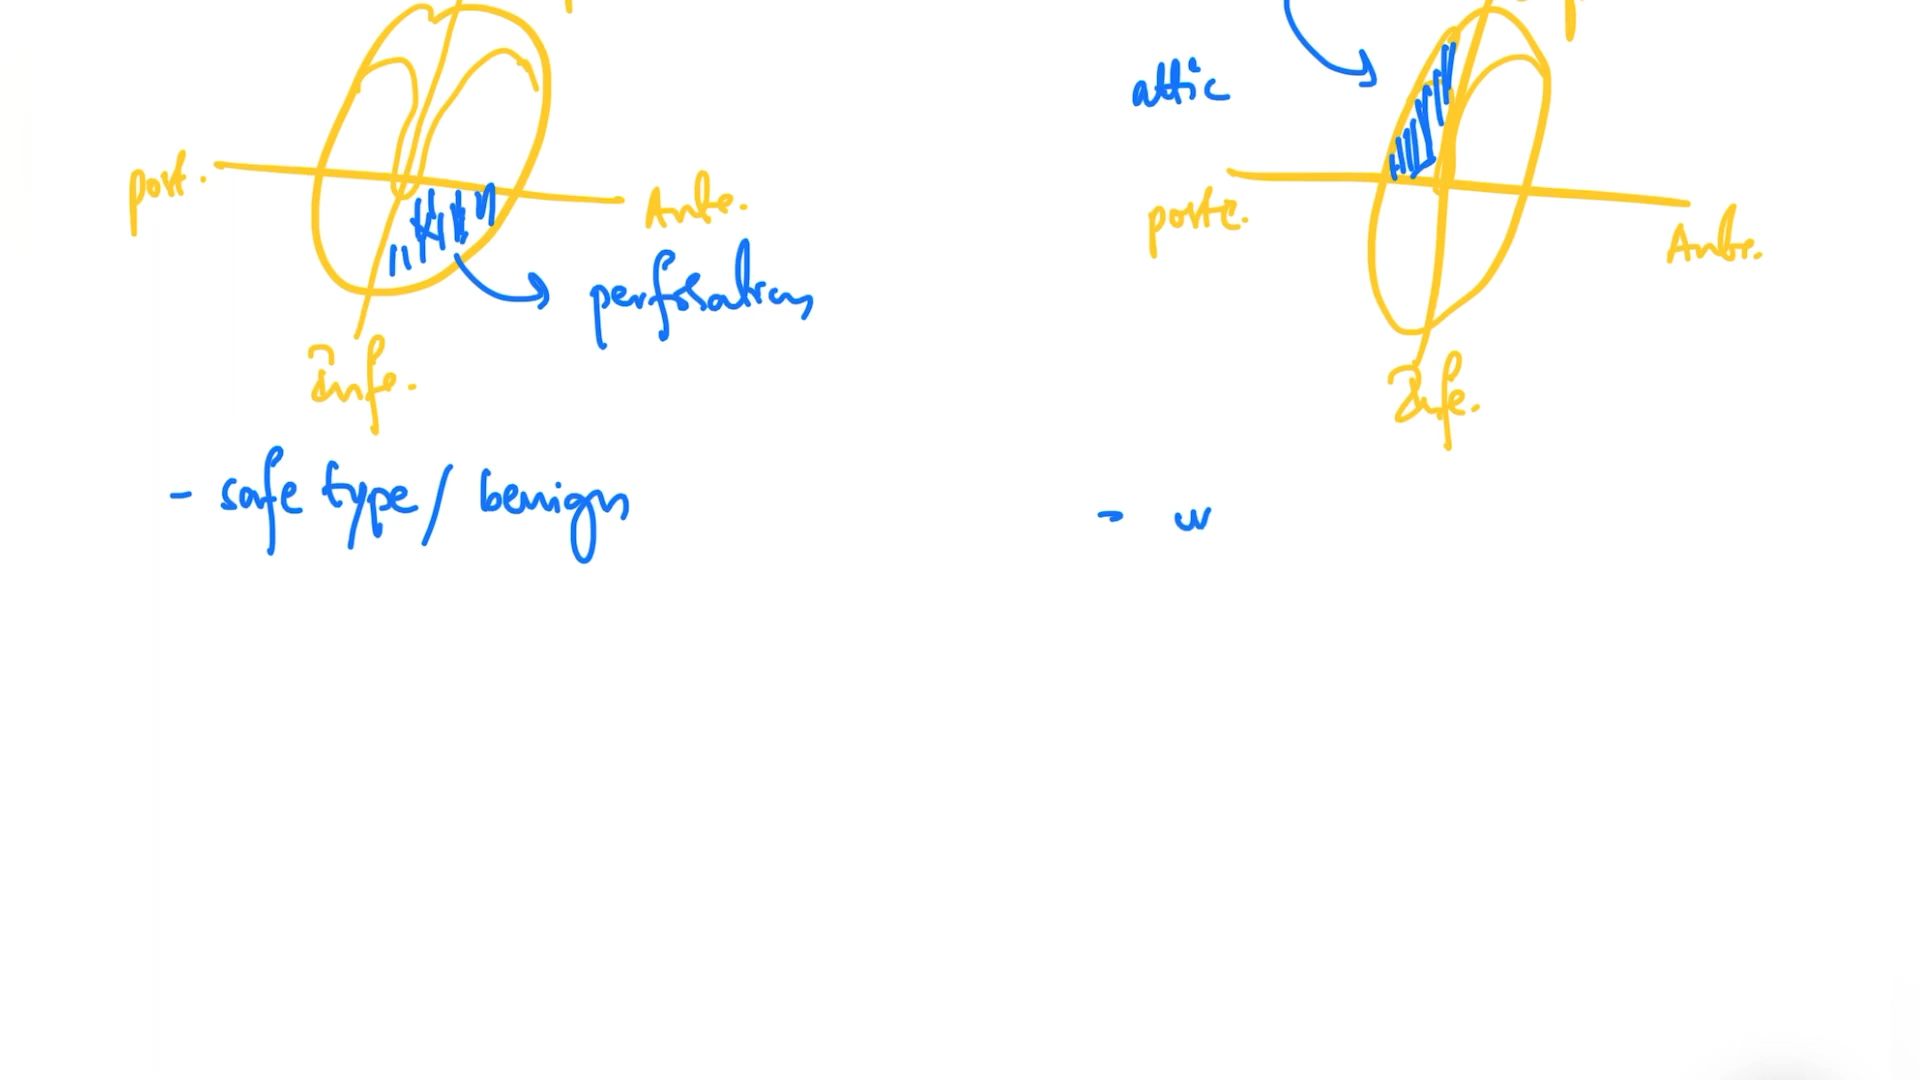 attic
post. Ante.
poste. Ante.
perforation
Infe. Infe.
- safe type/ benign
- u